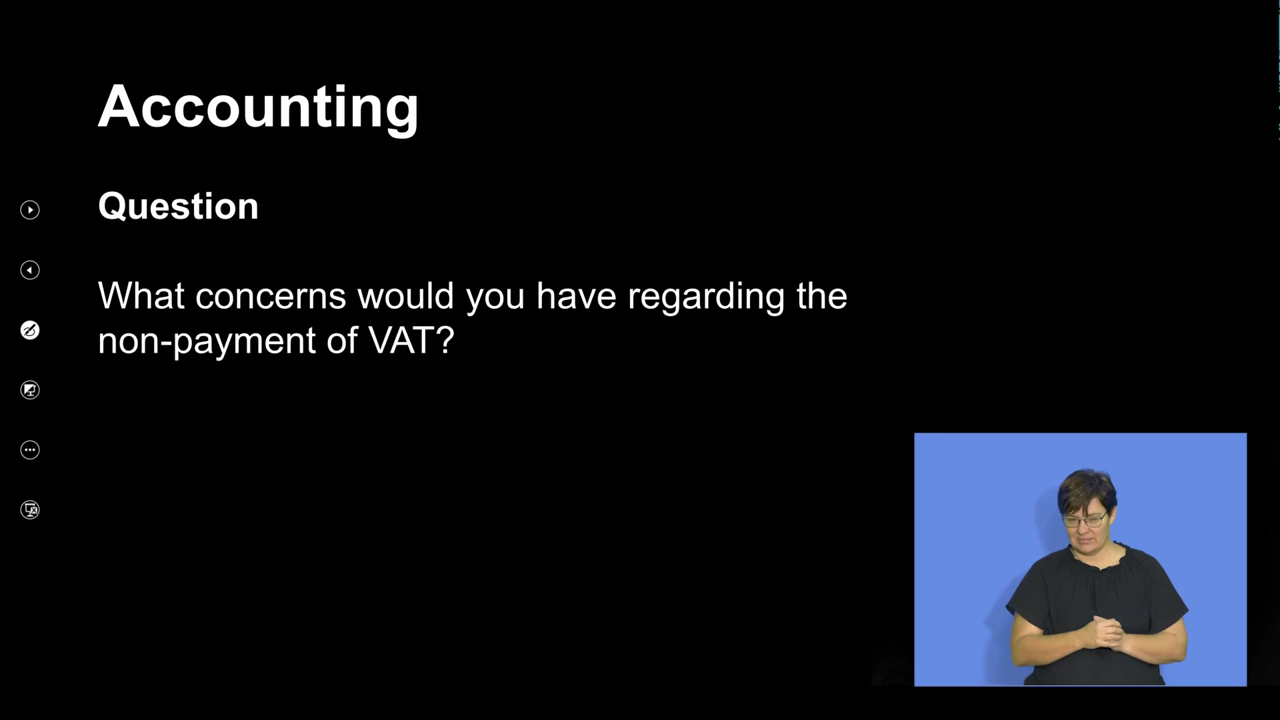 Accounting
Question
What concerns would you have regarding the
non-payment of VAT?